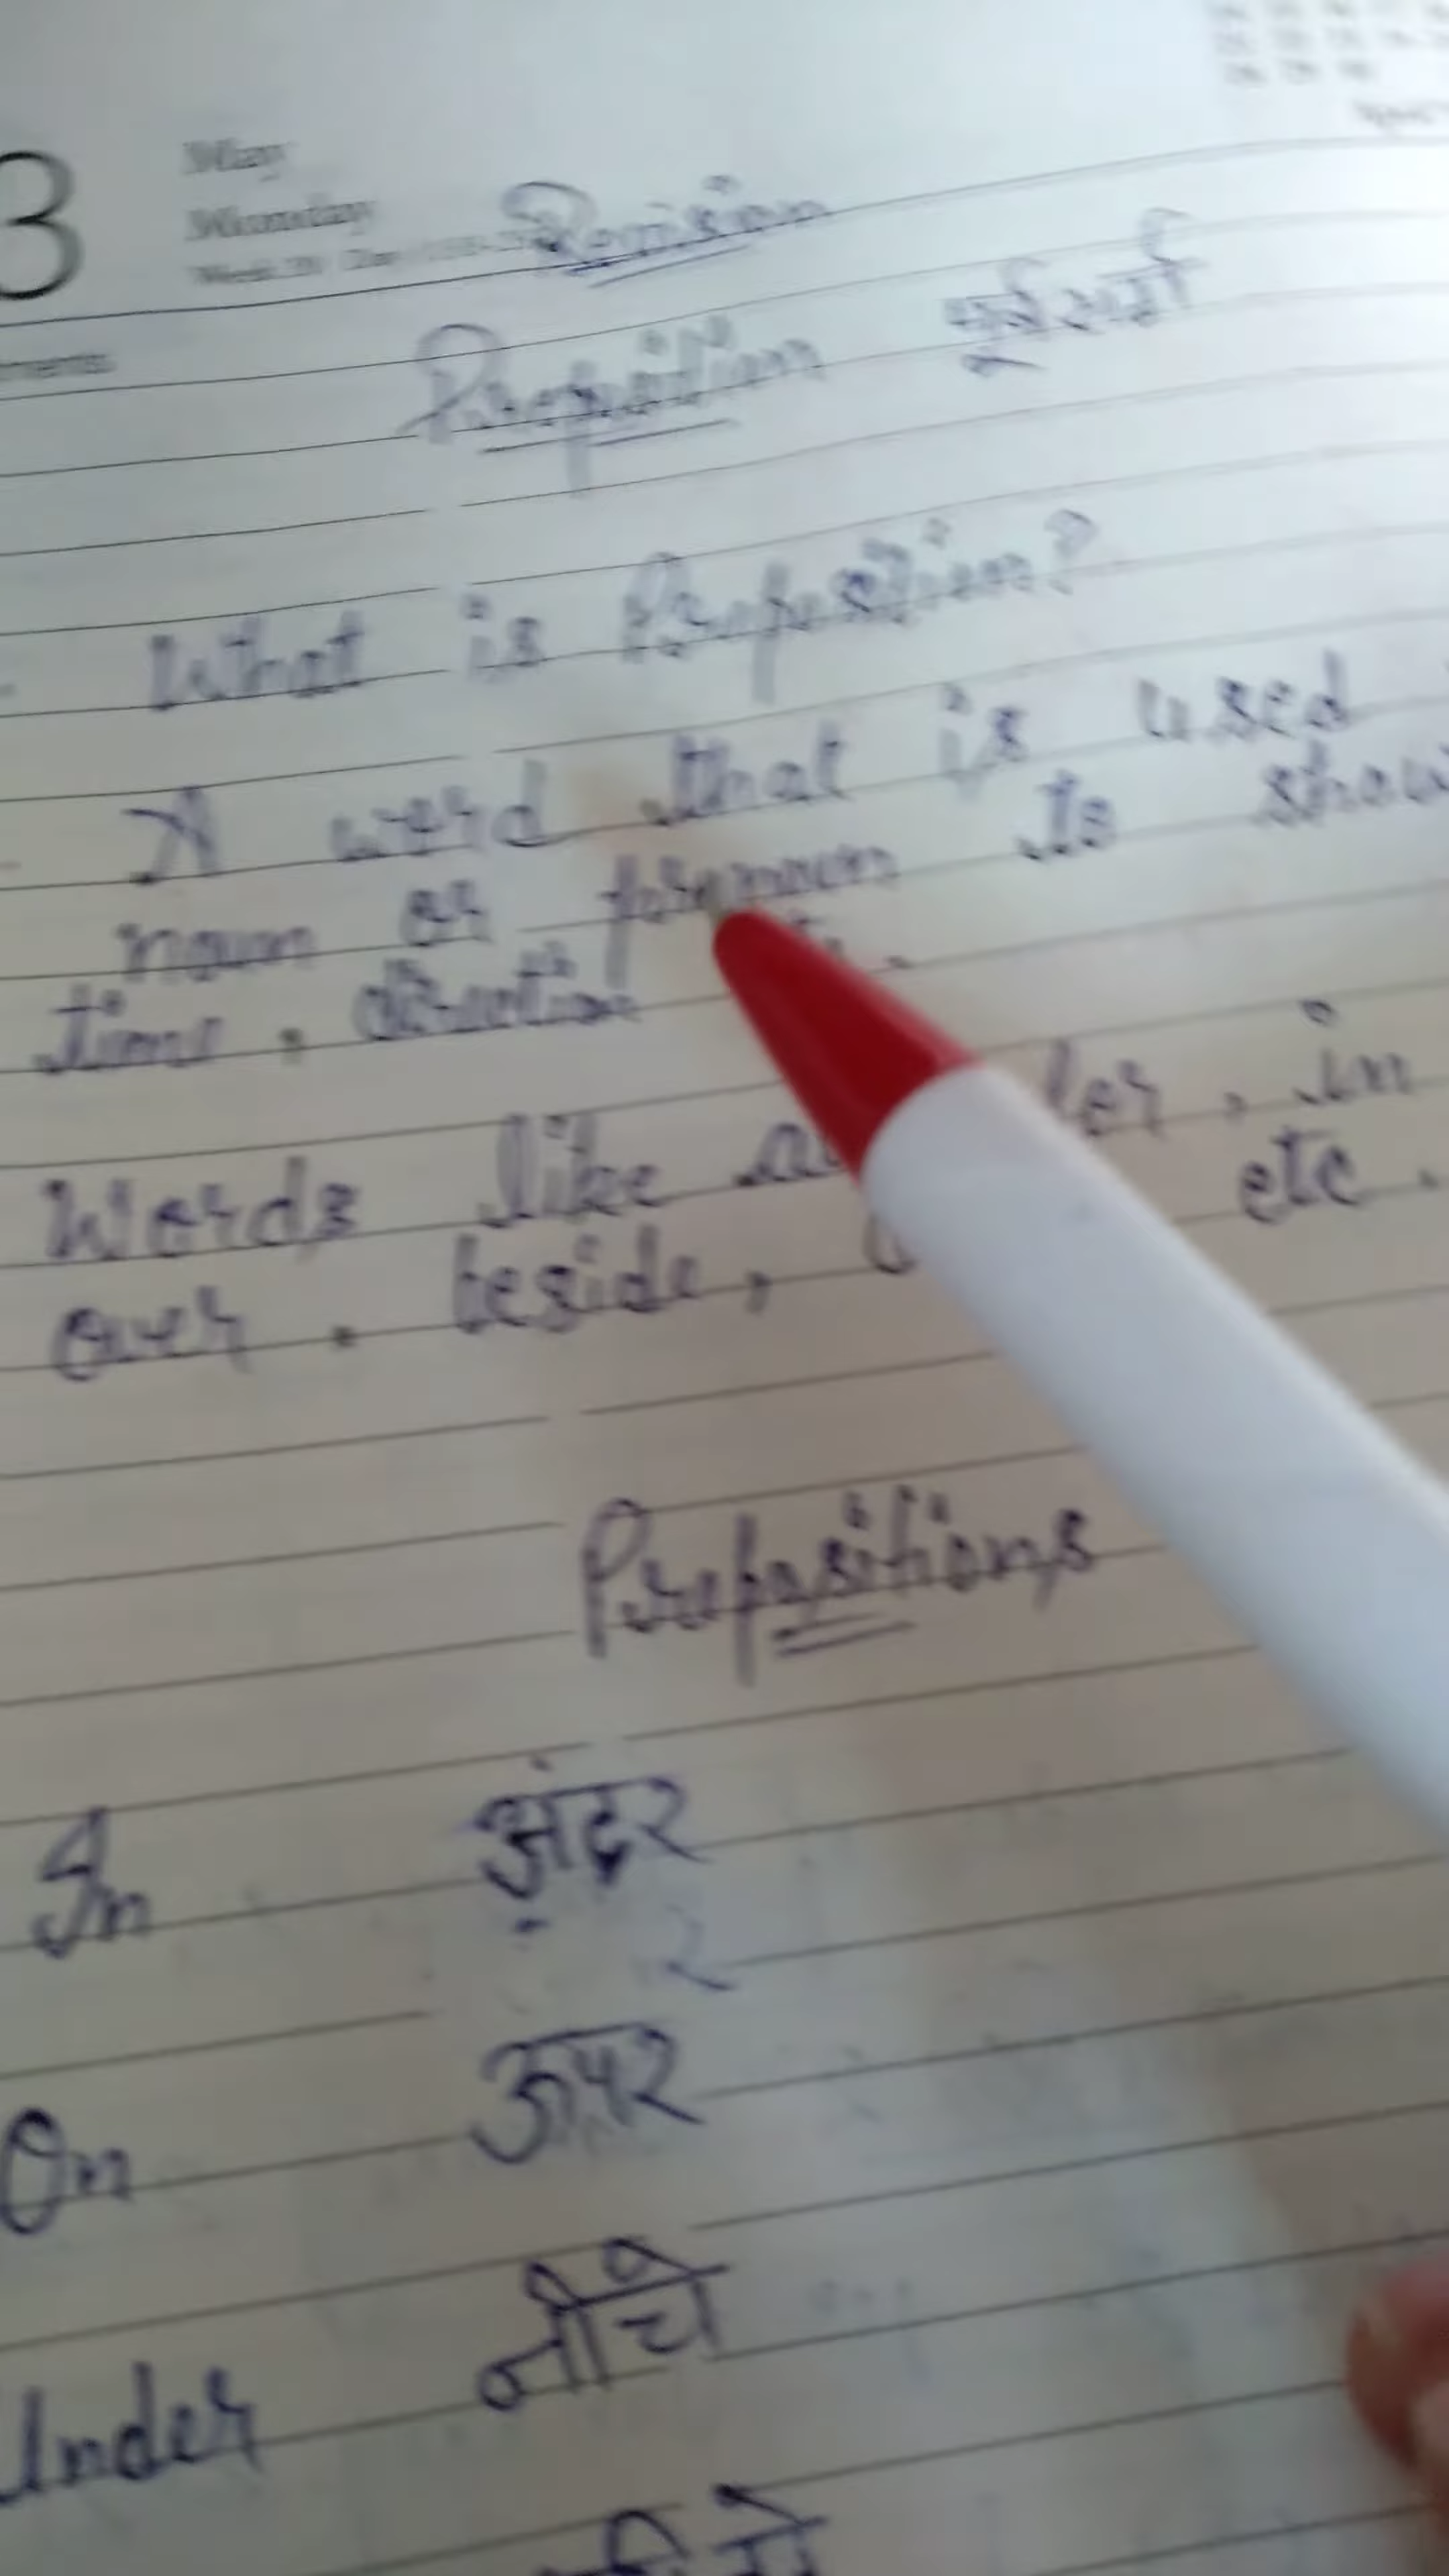 3
May
Monday
Revision
Preposition पूर्वसर्ग
What is Preposition?
A word that is used
noun or pronoun to show
time, direction
Words like in
over, beside, etc.
Prepositions
In अंदर
र
On ऊपर
Under नीचे